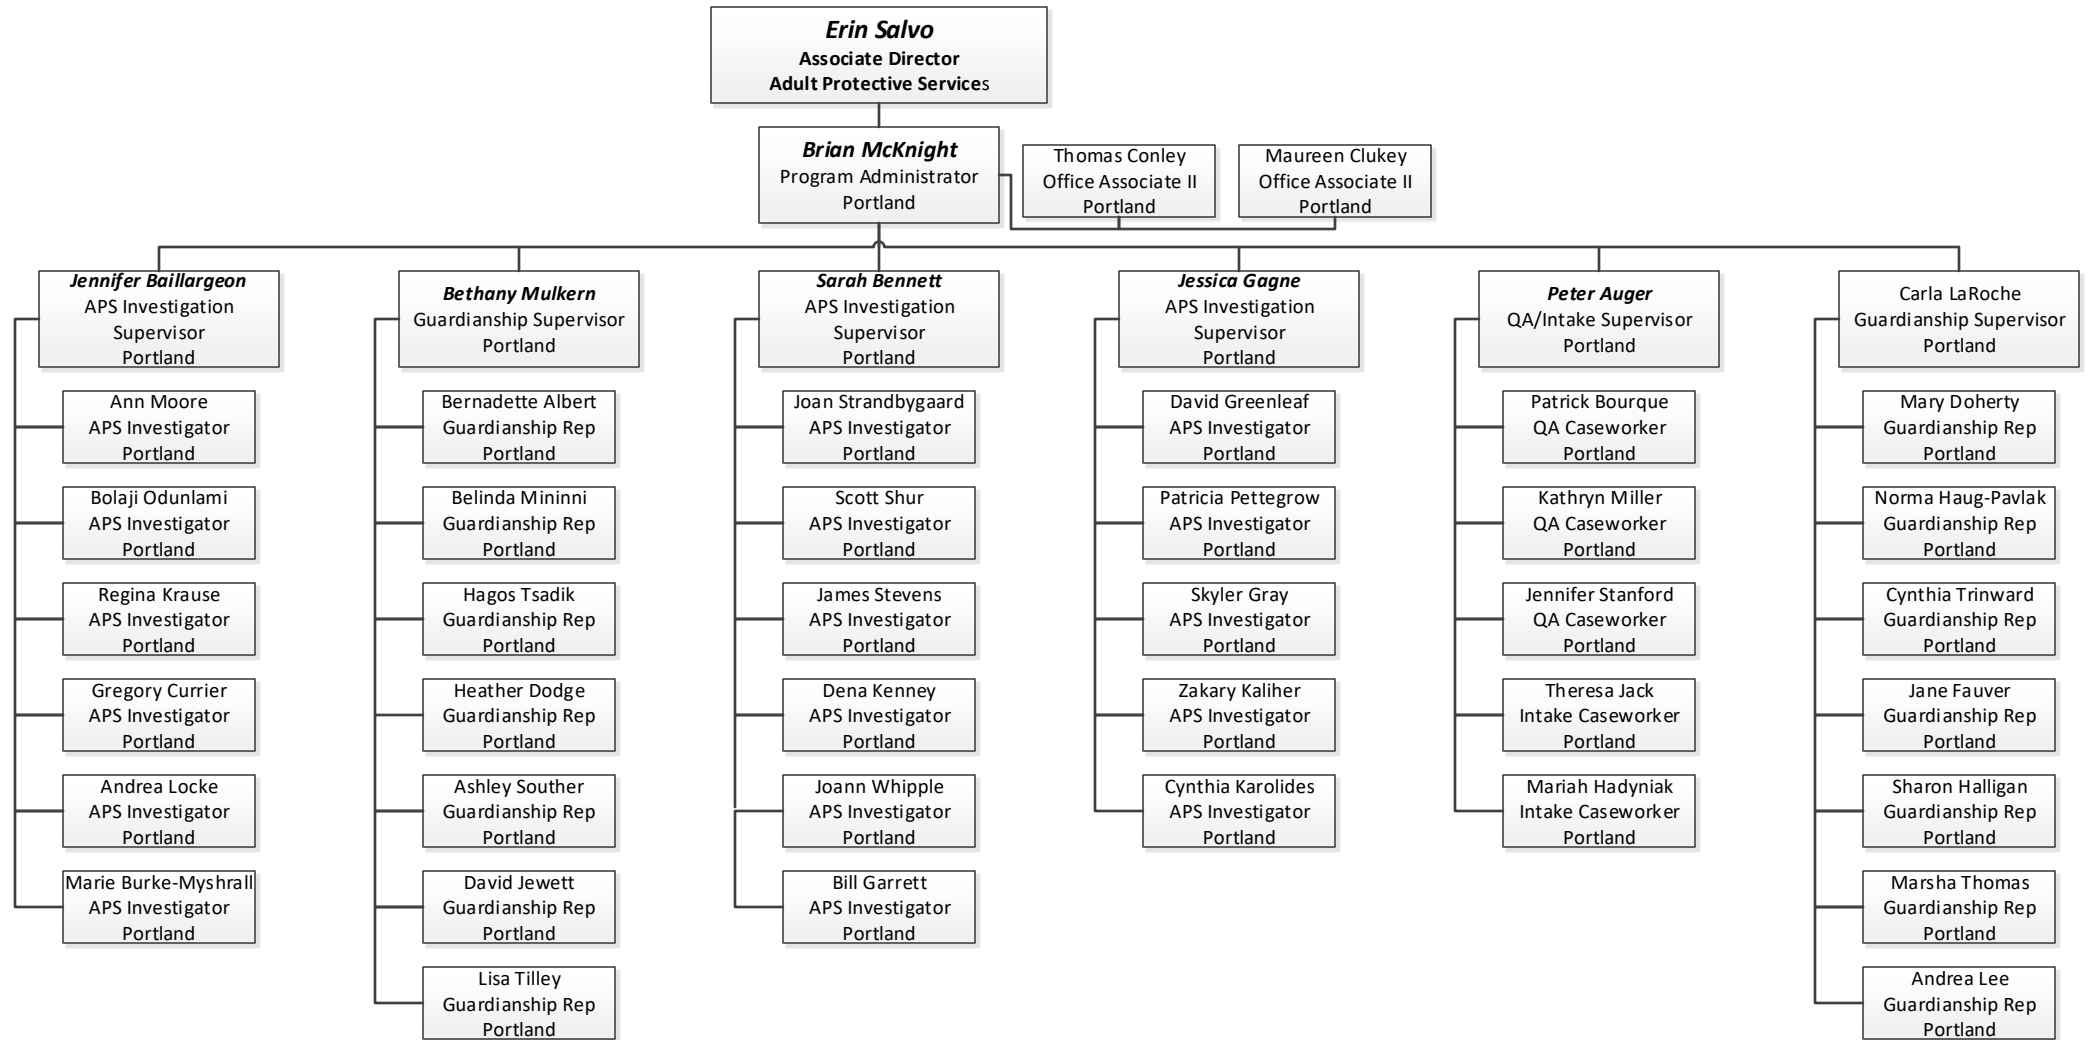 Erin Salvo
Associate Director
Adult Protective Services
Brian McKnight
Program Administrator
Portland
Thomas Conley
Office Associate II
Portland
Maureen Clukey
Office Associate II
Portland
Jennifer Baillargeon
APS Investigation
Supervisor
Portland
Ann Moore
APS Investigator
Portland
Bolaji Odunlami
APS Investigator
Portland
Regina Krause
APS Investigator
Portland
Gregory Currier
APS Investigator
Portland
Andrea Locke
APS Investigator
Portland
Marie Burke-Myshrall
APS Investigator
Portland
Bethany Mulkern
Guardianship Supervisor
Portland
Bernadette Albert
Guardianship Rep
Portland
Belinda Mininni
Guardianship Rep
Portland
Hagos Tsadik
Guardianship Rep
Portland
Heather Dodge
Guardianship Rep
Portland
Ashley Souther
Guardianship Rep
Portland
David Jewett
Guardianship Rep
Portland
Lisa Tilley
Guardianship Rep
Portland
Sarah Bennett
APS Investigation
Supervisor
Portland
Joan Strandbygaard
APS Investigator
Portland
Scott Shur
APS Investigator
Portland
James Stevens
APS Investigator
Portland
Dena Kenney
APS Investigator
Portland
Joann Whipple
APS Investigator
Portland
Bill Garrett
APS Investigator
Portland
Jessica Gagne
APS Investigation
Supervisor
Portland
David Greenleaf
APS Investigator
Portland
Patricia Pettegrow
APS Investigator
Portland
Skyler Gray
APS Investigator
Portland
Zakary Kaliher
APS Investigator
Portland
Cynthia Karolides
APS Investigator
Portland
Peter Auger
QA/Intake Supervisor
Portland
Patrick Bourque
QA Caseworker
Portland
Kathryn Miller
QA Caseworker
Portland
Jennifer Stanford
QA Caseworker
Portland
Theresa Jack
Intake Caseworker
Portland
Mariah Hadyniak
Intake Caseworker
Portland
Carla LaRoche
Guardianship Supervisor
Portland
Mary Doherty
Guardianship Rep
Portland
Norma Haug-Pavlak
Guardianship Rep
Portland
Cynthia Trinward
Guardianship Rep
Portland
Jane Fauver
Guardianship Rep
Portland
Sharon Halligan
Guardianship Rep
Portland
Marsha Thomas
Guardianship Rep
Portland
Andrea Lee
Guardianship Rep
Portland